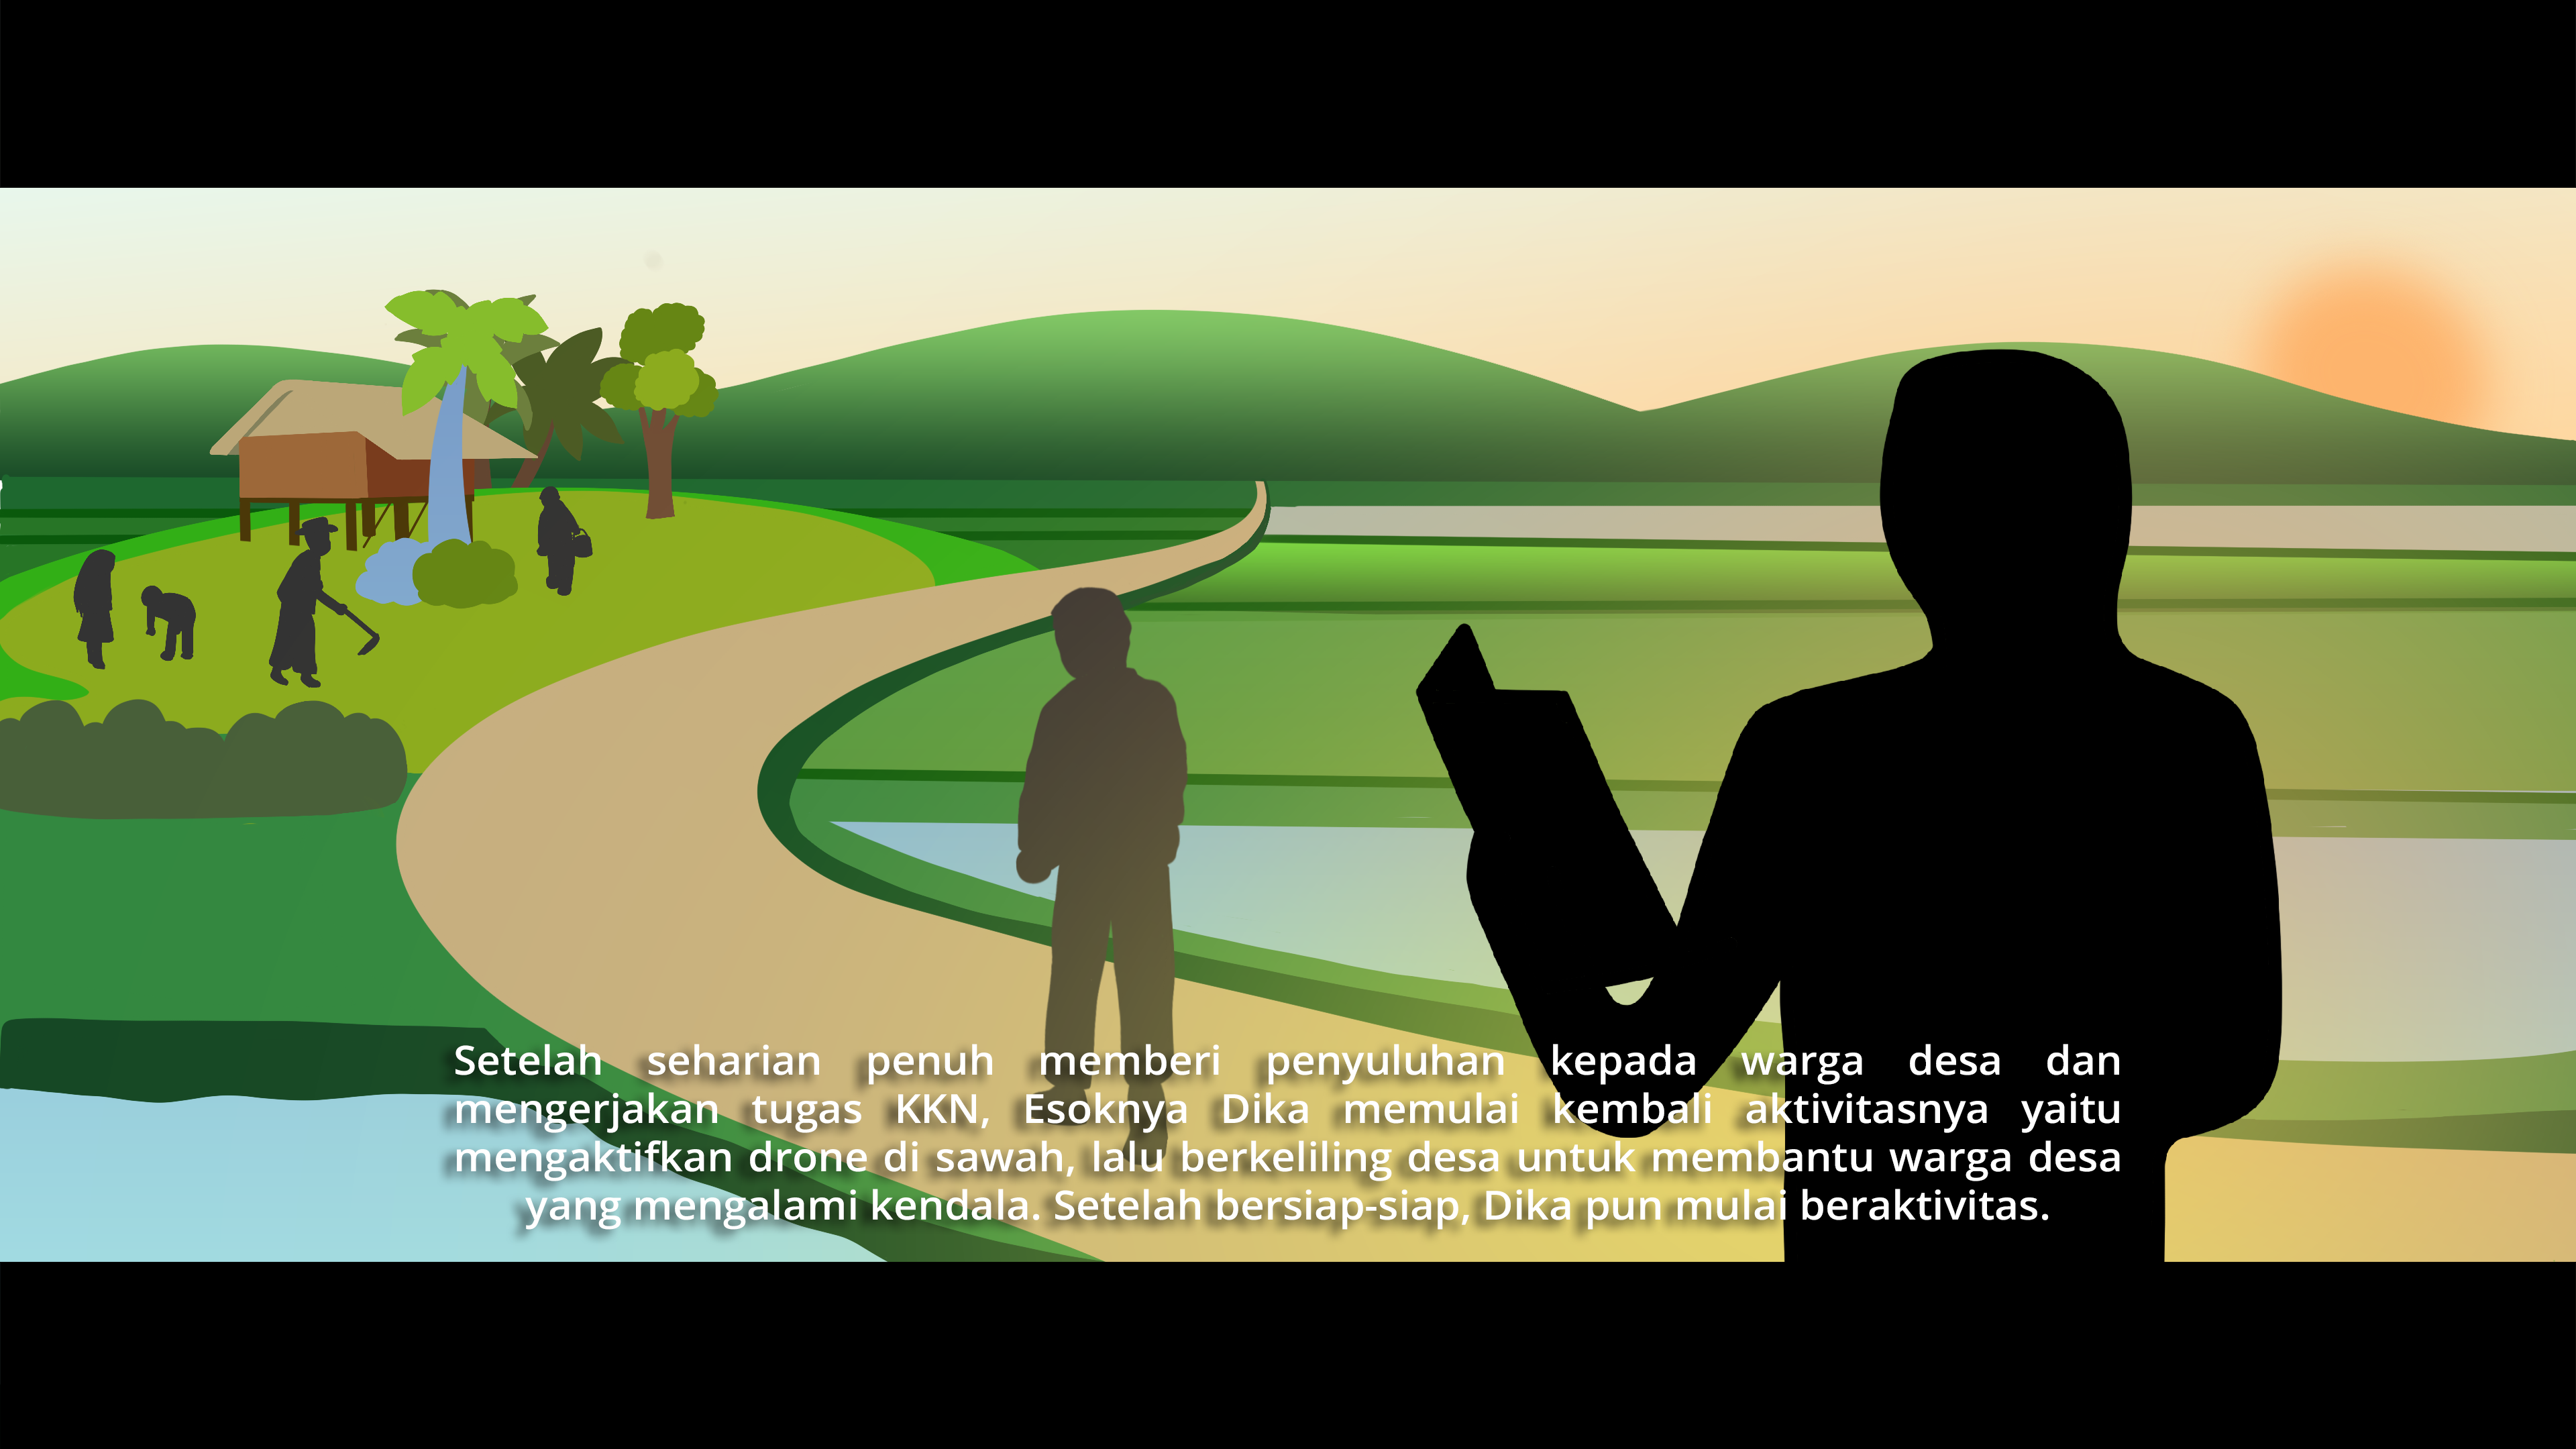 Setelah seharian penuh memberi penyuluhan kepada warga desa dan
mengerjakan tugas KKN, Esoknya Dika memulai kembali aktivitasnya yaitu
mengaktifkan drone di sawah, lalu berkeliling desa untuk membantu warga desa
yang mengalami kendala. Setelah bersiap-siap, Dika pun mulai beraktivitas.